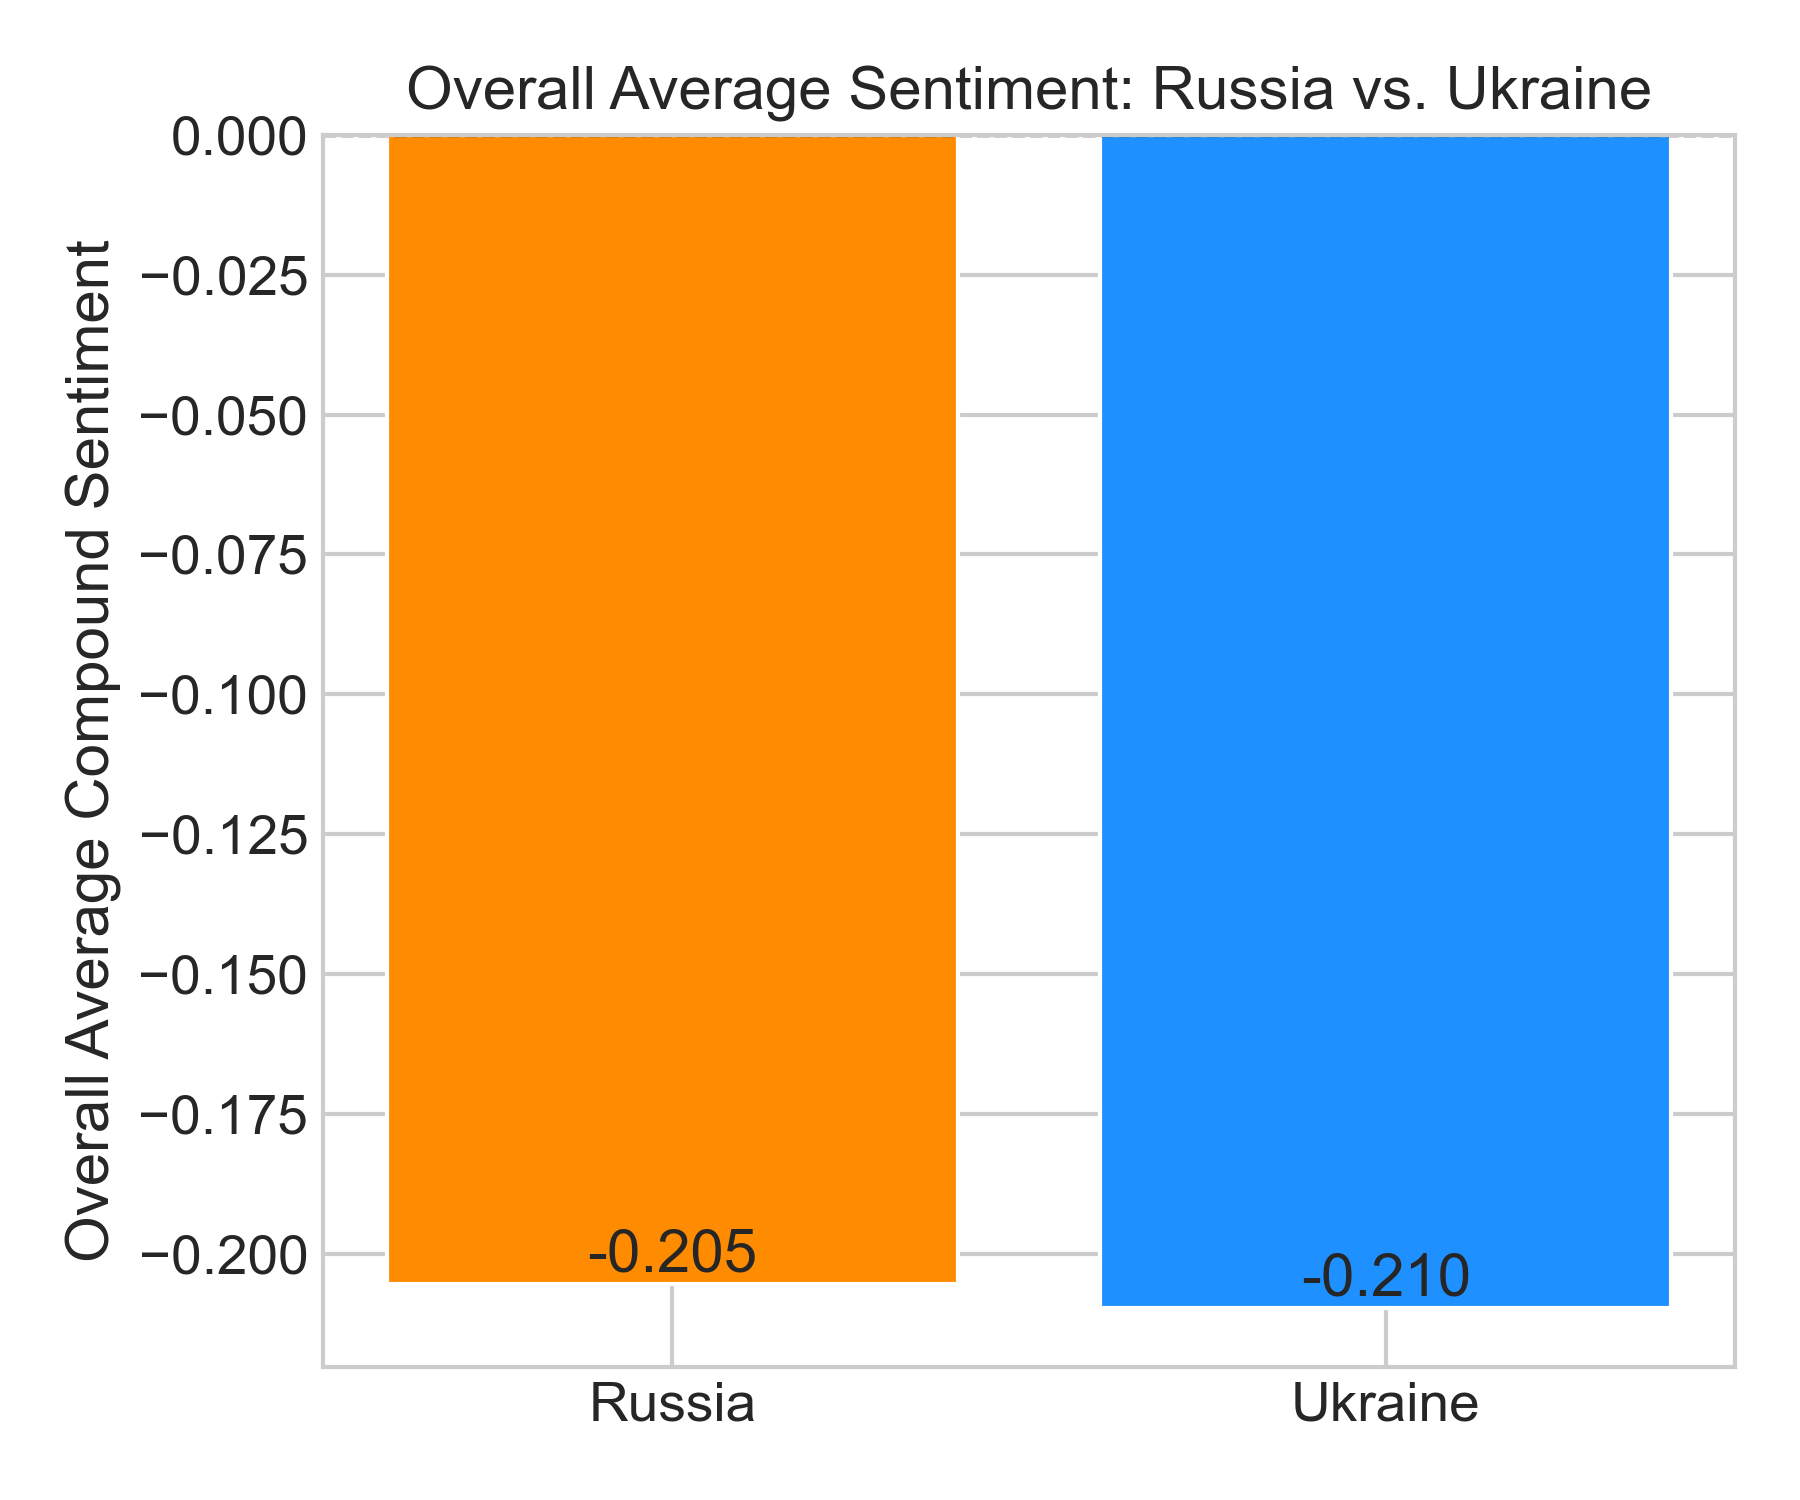 Overall Average Sentiment: Russia vs. Ukraine
Overall Average Compound Sentiment
0.000
−0.025
−0.050
−0.075
−0.100
−0.125
−0.150
−0.175
−0.200
-0.205
-0.210
Russia
Ukraine